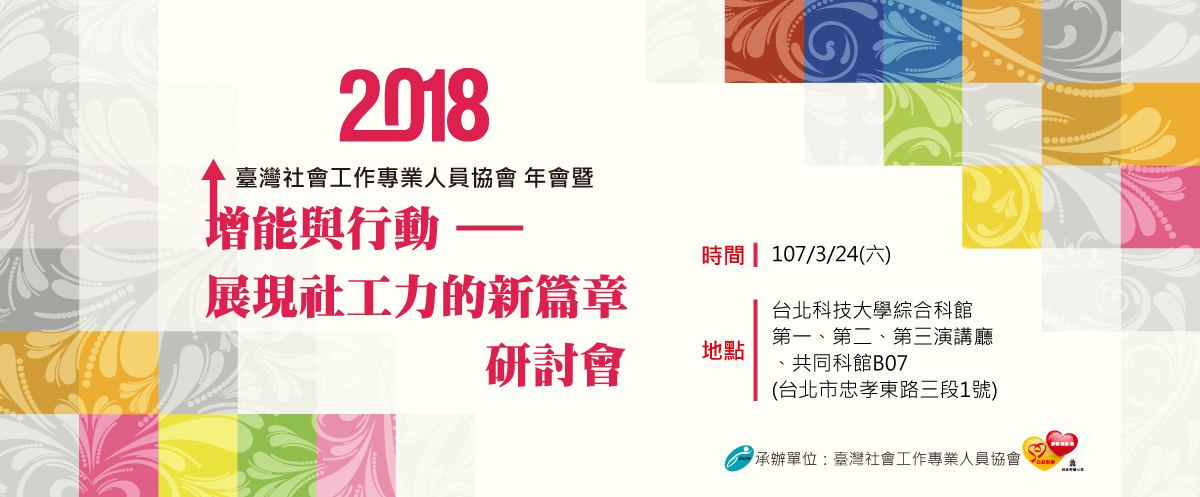 2018
臺灣社會工作專業人員協會 年會暨
增能與行動 ──
展現社工力的新篇章
研討會
時間
107/3/24(六)
地點
台北科技大學綜合科館
第一、第二、第三演講廳
、共同科館B07
(台北市忠孝東路三段1號)
承辦單位：臺灣社會工作專業人員協會
公益彩券